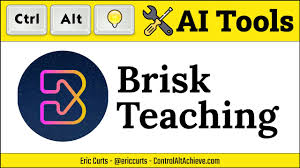 Ctrl Alt AI Tools
Brisk
Teaching
Eric Curts - @ericcurts - ControlAltAchieve.com